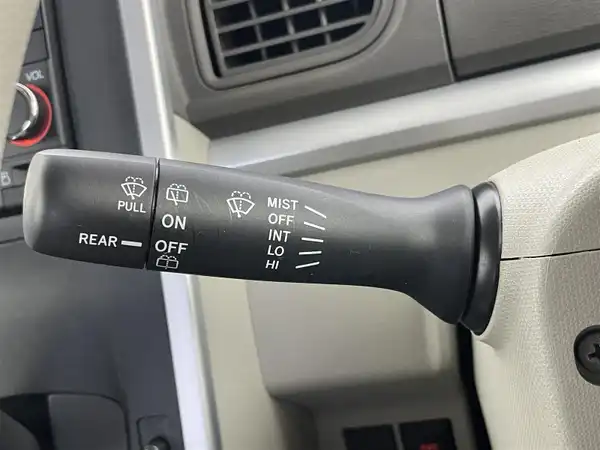 VOL
PULL
REAR
ON
OFF
MIST
OFF
INT
LO
HI